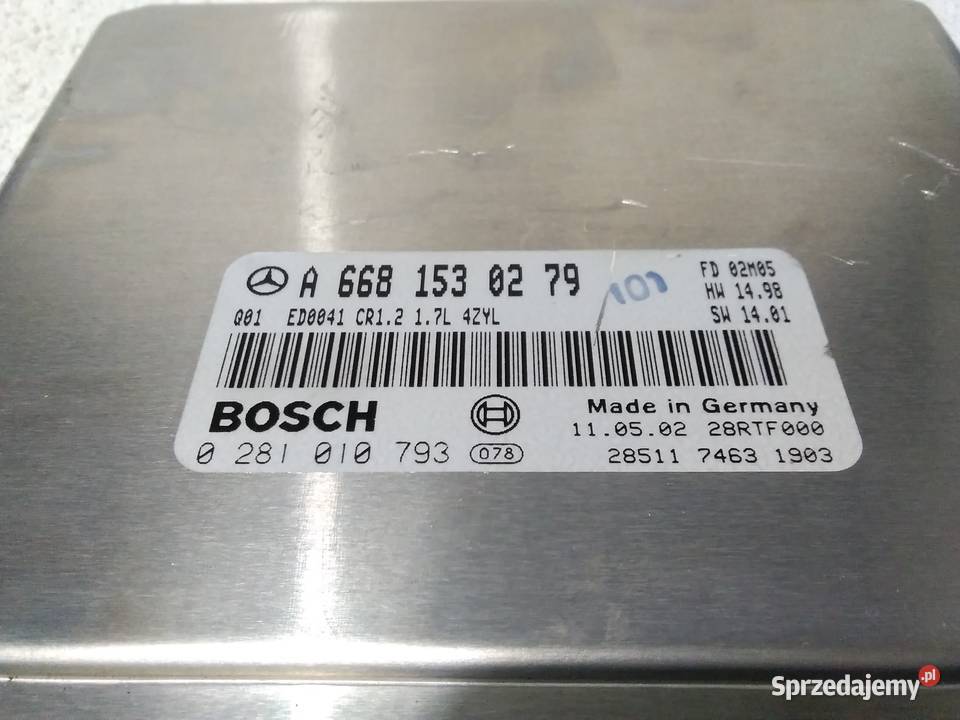 A 668 153 02 79
101
FD 02M05
HW 14.98
SW 14.01
Q01 ED0041 CR1.2 1.7L 4ZYL
BOSCH
Made in Germany
11.05.02 28RTF000
0 281 010 793 078
28511 7463 1903
Sprzedajemy.pl